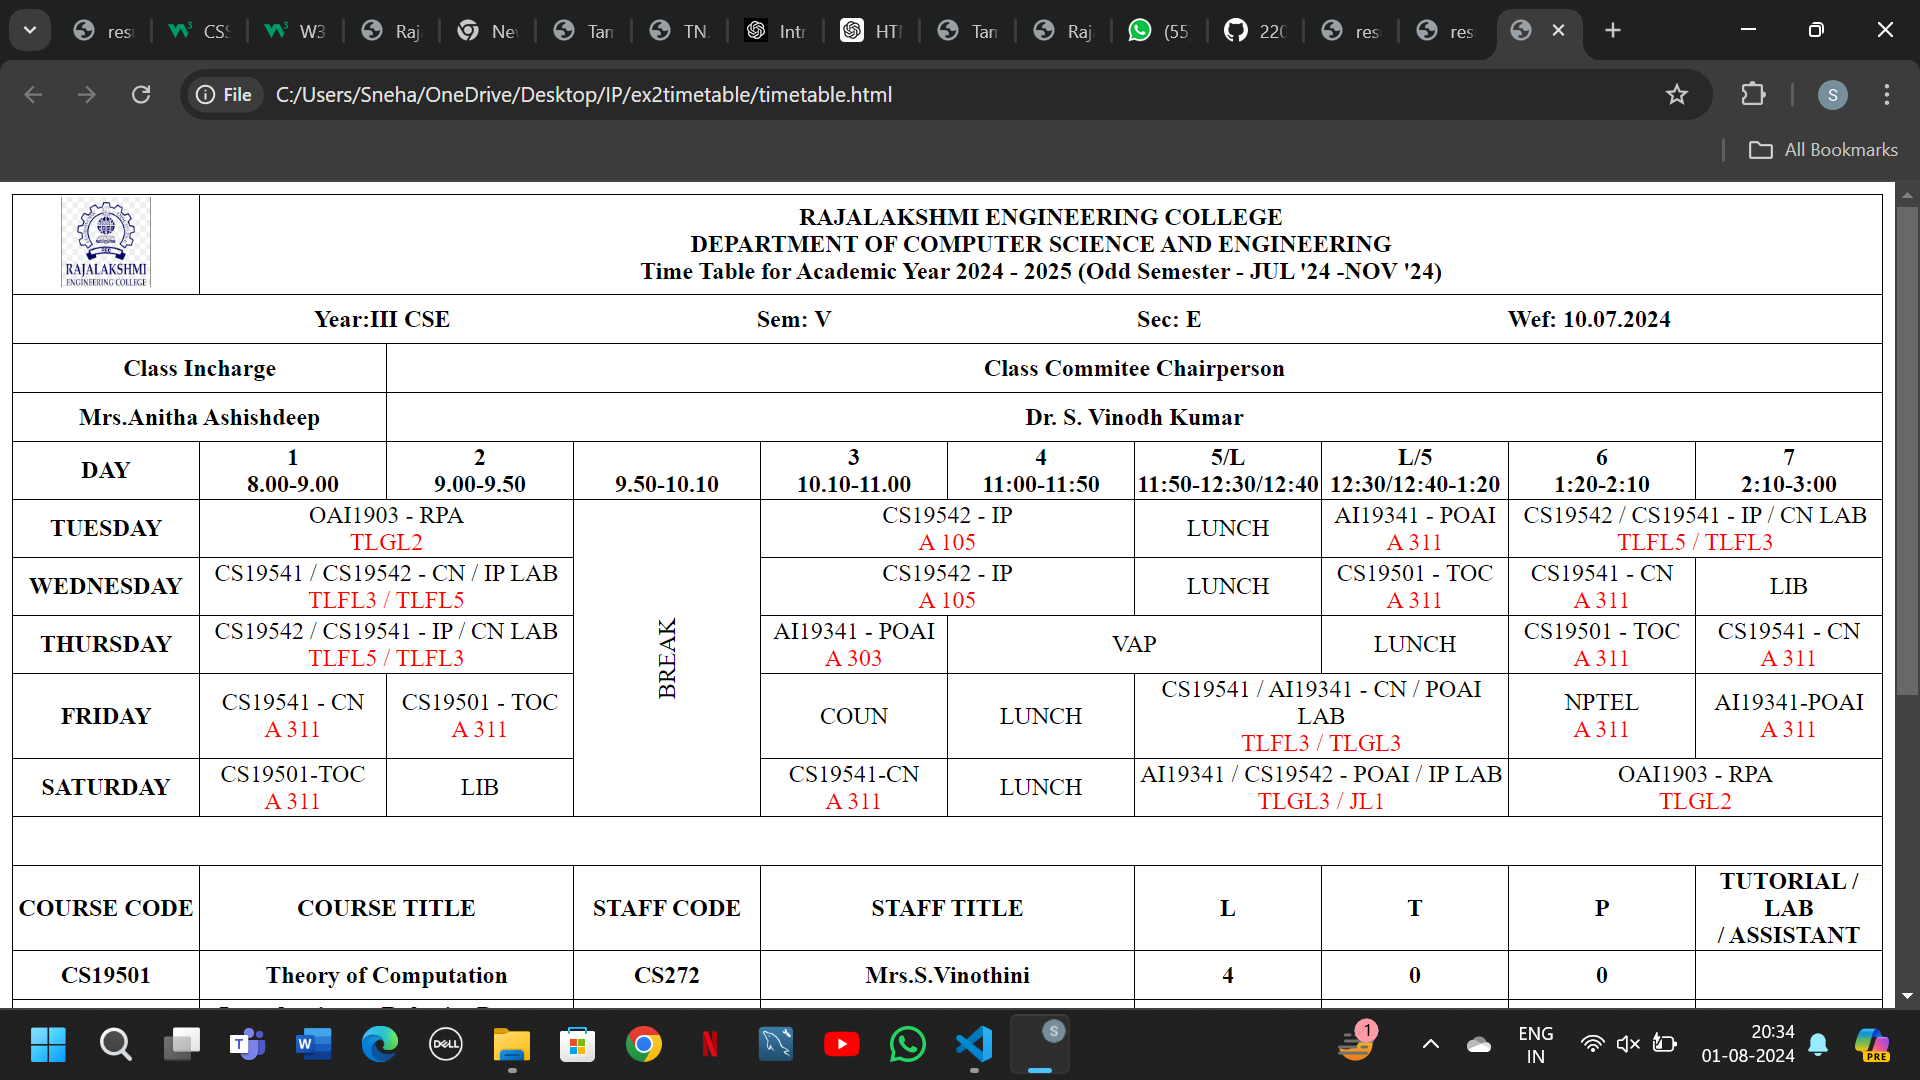 resu
CSS
W3
Raj
Nev
Tam
TN.
Intr
HTM
Tam
Raj
(55
220
res
res
File
C:/Users/Sneha/OneDrive/Desktop/IP/ex2timetable/timetable.html
S
All Bookmarks
RAJALAKSHMI
ENGINEERING COLLEGE
RAJALAKSHMI ENGINEERING COLLEGE
DEPARTMENT OF COMPUTER SCIENCE AND ENGINEERING
Time Table for Academic Year 2024 - 2025 (Odd Semester - JUL '24 -NOV '24)
Year:III CSE Sem: V Sec: E Wef: 10.07.2024
Class Incharge Class Commitee Chairperson
Mrs.Anitha Ashishdeep Dr. S. Vinodh Kumar
DAY
1
8.00-9.00
2
9.00-9.50
9.50-10.10
3
10.10-11.00
4
11:00-11:50
5/L
11:50-12:30/12:40
L/5
12:30/12:40-1:20
6
1:20-2:10
7
2:10-3:00
TUESDAY
OAI1903 - RPA
TLGL2
BREAK
CS19542 - IP
A 105
LUNCH
AI19341 - POAI
A 311
CS19542 / CS19541 - IP / CN LAB
TLFL5 / TLFL3
WEDNESDAY
CS19541 / CS19542 - CN / IP LAB
TLFL3 / TLFL5
CS19542 - IP
A 105
LUNCH
CS19501 - TOC
A 311
CS19541 - CN
A 311
LIB
THURSDAY
CS19542 / CS19541 - IP / CN LAB
TLFL5 / TLFL3
AI19341 - POAI
A 303
VAP
LUNCH
CS19501 - TOC
A 311
CS19541 - CN
A 311
FRIDAY
CS19541 - CN
A 311
CS19501 - TOC
A 311
COUN
LUNCH
CS19541 / AI19341 - CN / POAI
LAB
TLFL3 / TLGL3
NPTEL
A 311
AI19341-POAI
A 311
SATURDAY
CS19501-TOC
A 311
LIB
CS19541-CN
A 311
LUNCH
AI19341 / CS19542 - POAI / IP LAB
TLGL3 / JL1
OAI1903 - RPA
TLGL2
COURSE CODE
COURSE TITLE
STAFF CODE
STAFF TITLE
L
T
P
TUTORIAL /
LAB
/ ASSISTANT
CS19501 Theory of Computation CS272 Mrs.S.Vinothini 4 0 0
DELL
S
1
ENG
IN
20:34
01-08-2024
PRE